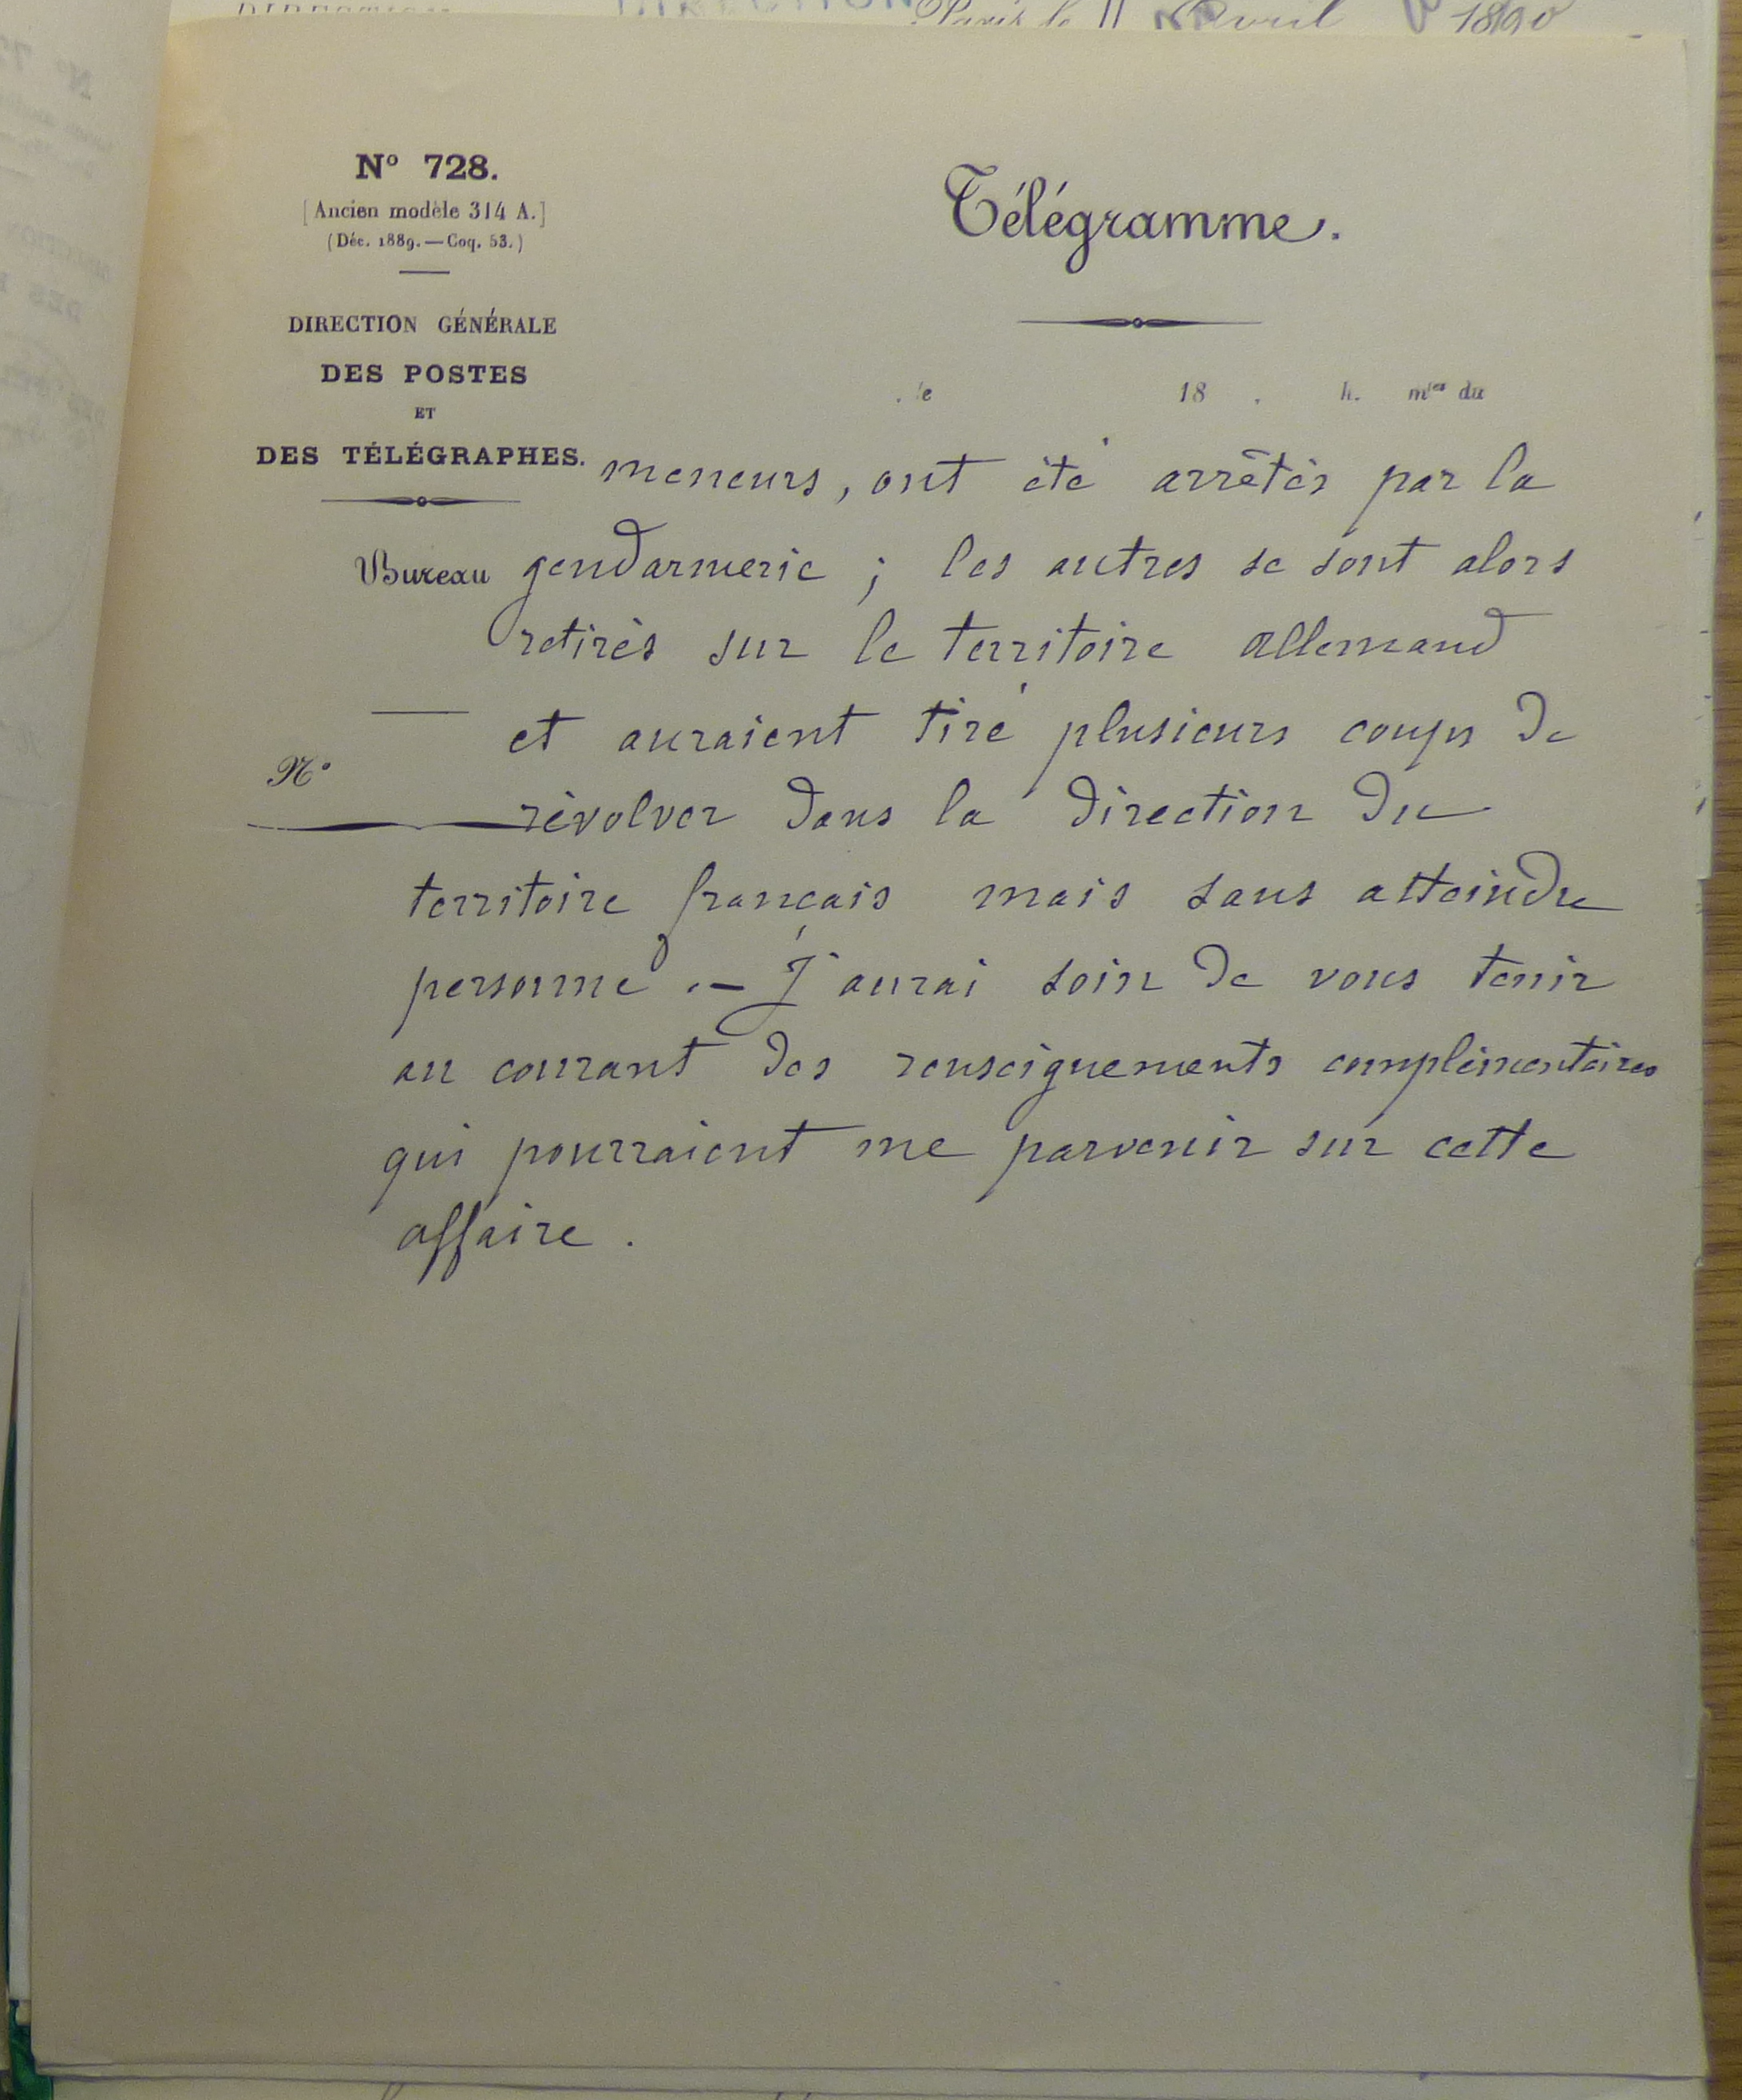 Paris le 11 Avril 1890
N° 728.
[Ancien modèle 314 A.]
(Déc. 1889. — Coq. 53.)
DIRECTION GÉNÉRALE
DES POSTES
ET
DES TÉLÉGRAPHES.
Bureau
N°
Télégramme.
, le 18 . h. mtes du
meneurs, ont été arrêtés par la
gendarmerie ; les autres se sont alors
retirés sur le territoire allemand
et auraient tiré plusieurs coups de
révolver dans la direction du
territoire français mais sans atteindre
personne .— J'aurai soin de vous tenir
au courant des renseignements complémentaires
qui pourraient me parvenir sur cette
affaire .